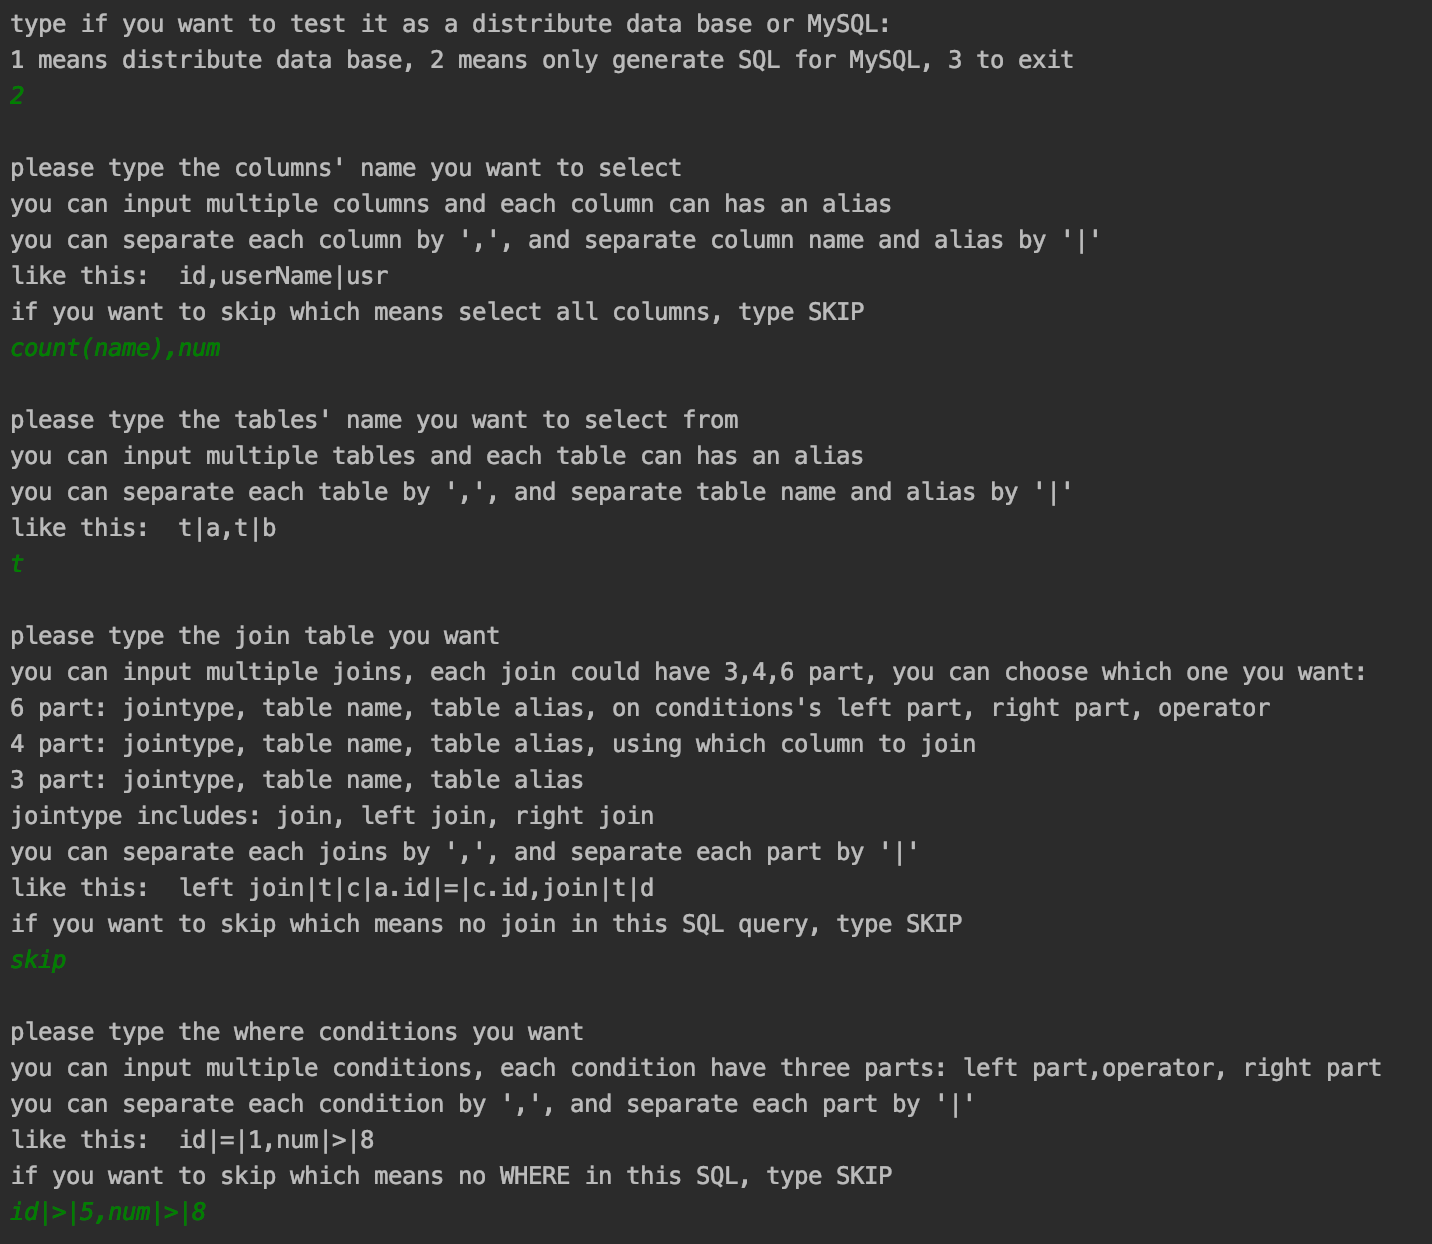 type if you want to test it as a distribute data base or MySQL:
1 means distribute data base, 2 means only generate SQL for MySQL, 3 to exit
2
please type the columns' name you want to select
you can input multiple columns and each column can has an alias
you can separate each column by ',', and separate column name and alias by '|'
like this:  id,userName|usr
if you want to skip which means select all columns, type SKIP
count(name),num
please type the tables' name you want to select from
you can input multiple tables and each table can has an alias
you can separate each table by ',', and separate table name and alias by '|'
like this:  t|a,t|b
t
please type the join table you want
you can input multiple joins, each join could have 3,4,6 part, you can choose which one you want:
6 part: jointype, table name, table alias, on conditions's left part, right part, operator
4 part: jointype, table name, table alias, using which column to join
3 part: jointype, table name, table alias
jointype includes: join, left join, right join
you can separate each joins by ',', and separate each part by '|'
like this:  left join|t|c|a.id|=|c.id,join|t|d
if you want to skip which means no join in this SQL query, type SKIP
skip
please type the where conditions you want
you can input multiple conditions, each condition have three parts: left part,operator, right part
you can separate each condition by ',', and separate each part by '|'
like this:  id|=|1,num|>|8
if you want to skip which means no WHERE in this SQL, type SKIP
id|>|5,num|>|8